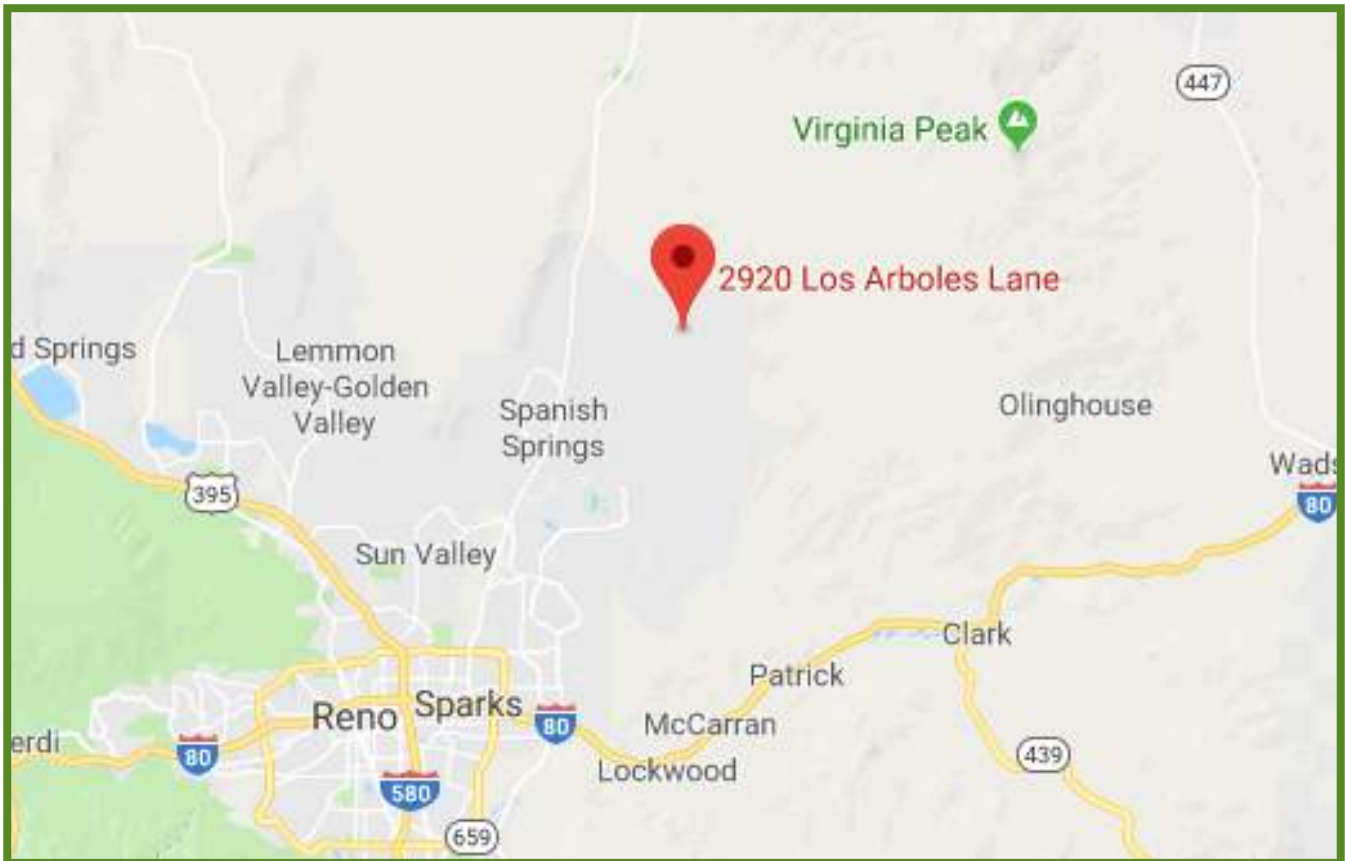 447
Virginia Peak
2920 Los Arboles Lane
d Springs
Lemmon
Valley-Golden
Valley
Spanish
Springs
Olinghouse
Wads
80
395
Sun Valley
Clark
Patrick
Reno
Sparks
80
McCarran
erdi
80
Lockwood
439
580
659